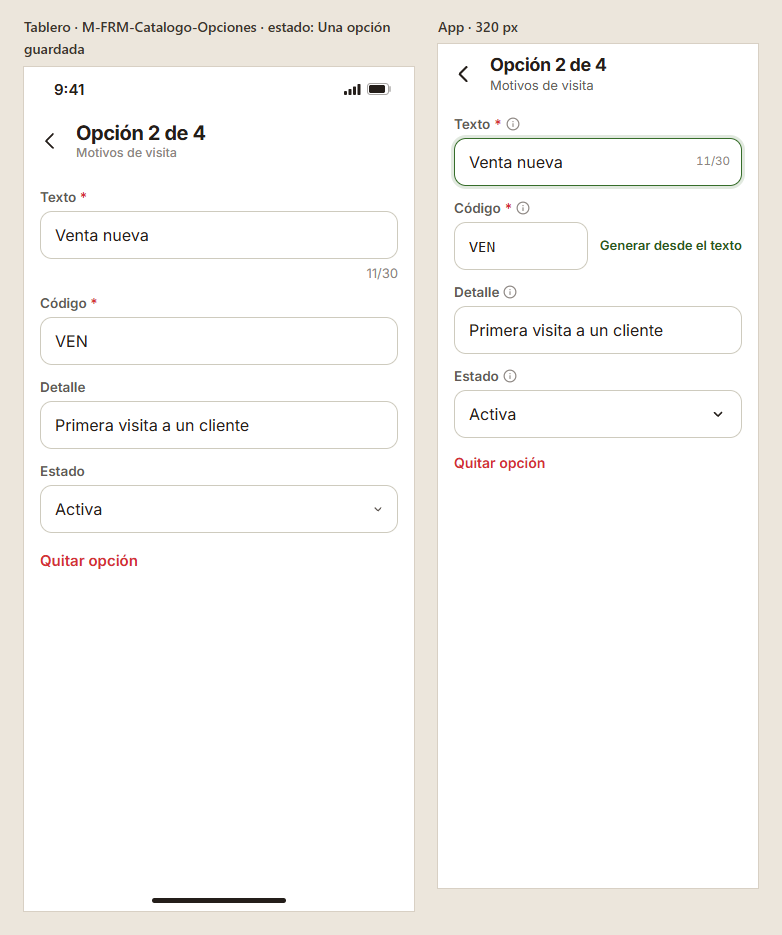 Tablero · M-FRM-Catalogo-Opciones · estado: Una opción
guardada
9:41
Opción 2 de 4
Motivos de visita
Texto *
Venta nueva
11/30
Código *
VEN
Detalle
Primera visita a un cliente
Estado
Activa
Quitar opción
App · 320 px
Opción 2 de 4
Motivos de visita
Texto *
Venta nueva
11/30
Código *
VEN
Generar desde el texto
Detalle
Primera visita a un cliente
Estado
Activa
Quitar opción